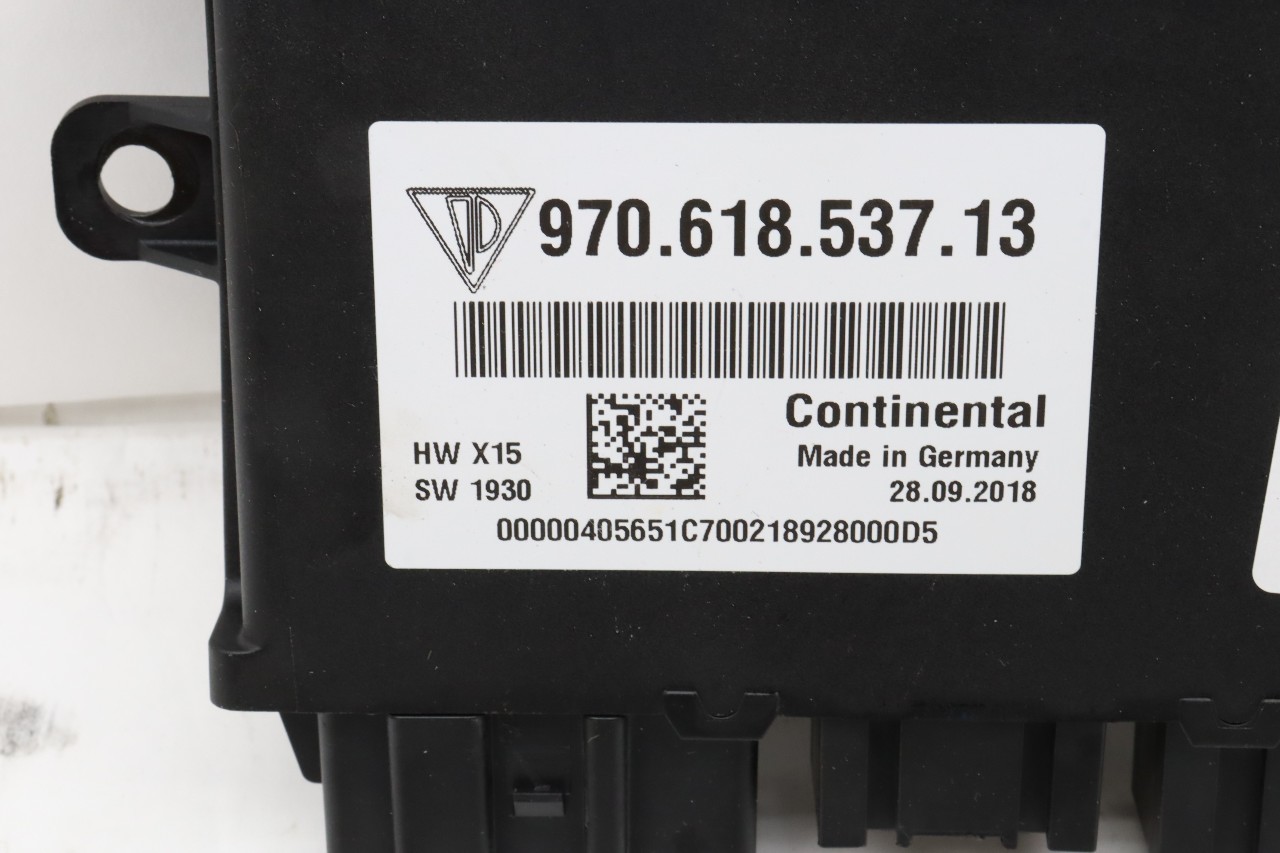 970.618.537.13
Continental
HW X15
Made in Germany
SW 1930
28.09.2018
00000405651C700218928000D5